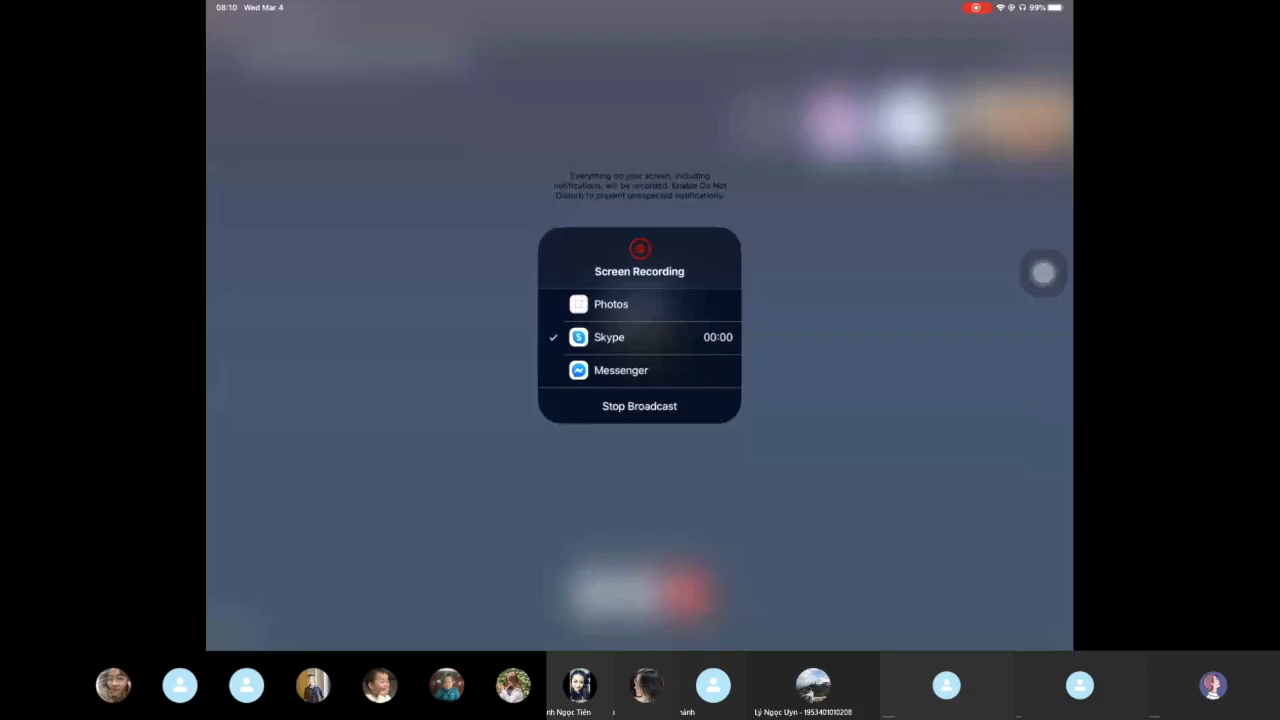 08:10 Wed Mar 4
99%
Everything on your screen, including
notifications, will be recorded. Enable Do Not
Disturb to prevent unexpected notifications.
Screen Recording
Photos
Skype 00:00
Messenger
Stop Broadcast
nh Ngọc Tiên
ánh
Lý Ngọc Uyn - 1953401010208